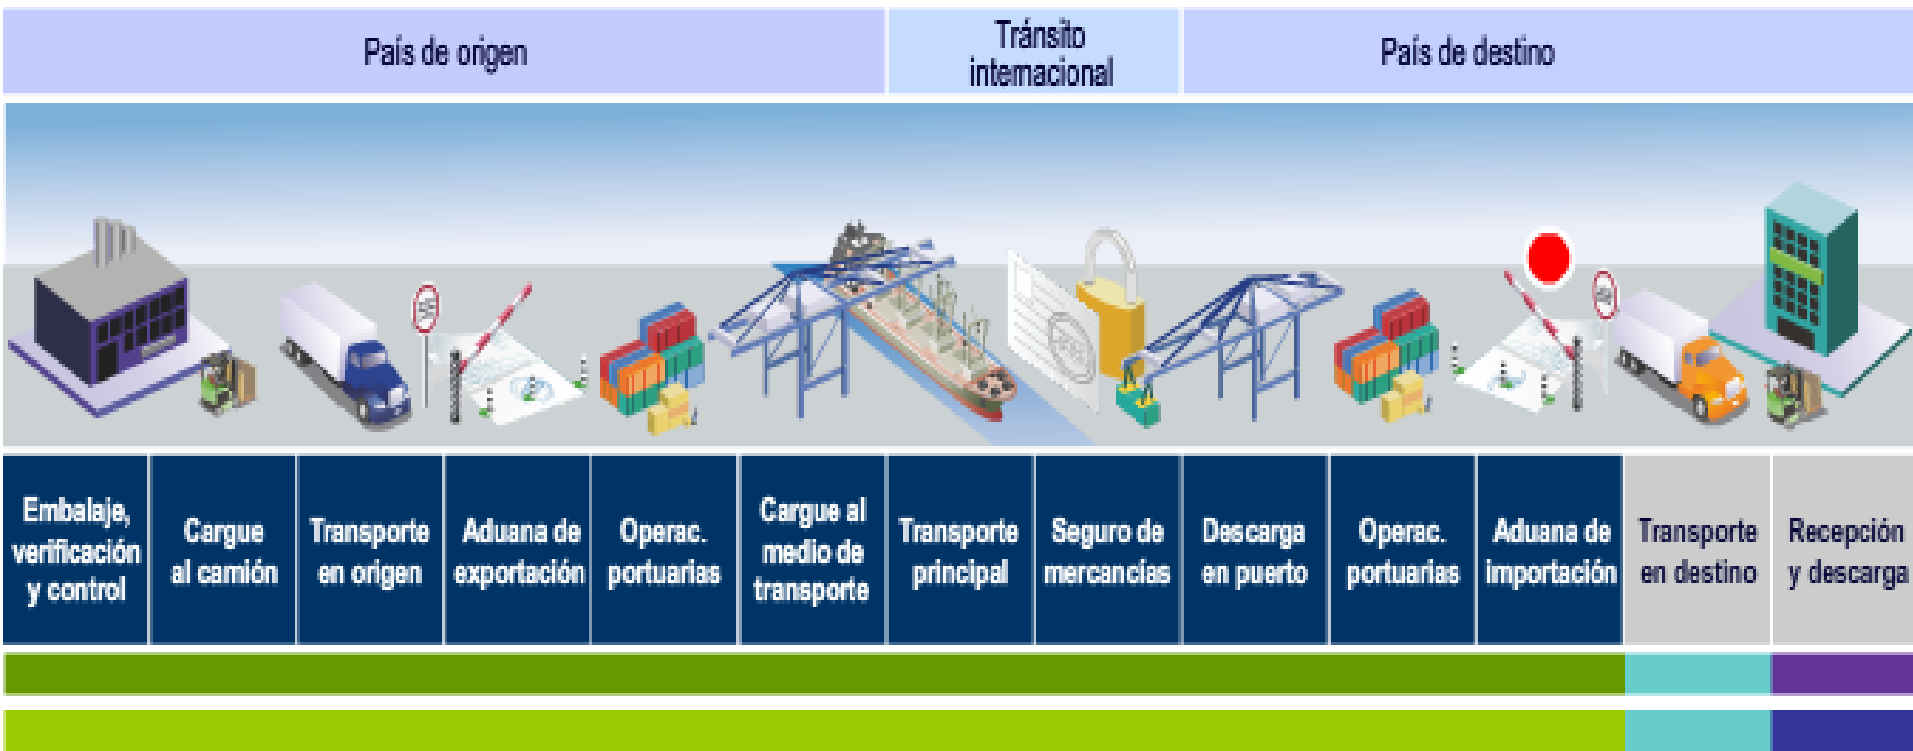 País de origen
Tránsito
internacional
País de destino
Embalaje,
verificación
y control
Cargue
al camión
Transporte
en origen
Aduana de
exportación
Operac.
portuarias
Cargue al
medio de
transporte
Transporte
principal
Seguro de
mercancías
Descarga
en puerto
Operac.
portuarias
Aduana de
importación
Transporte
en destino
Recepción
y descarga